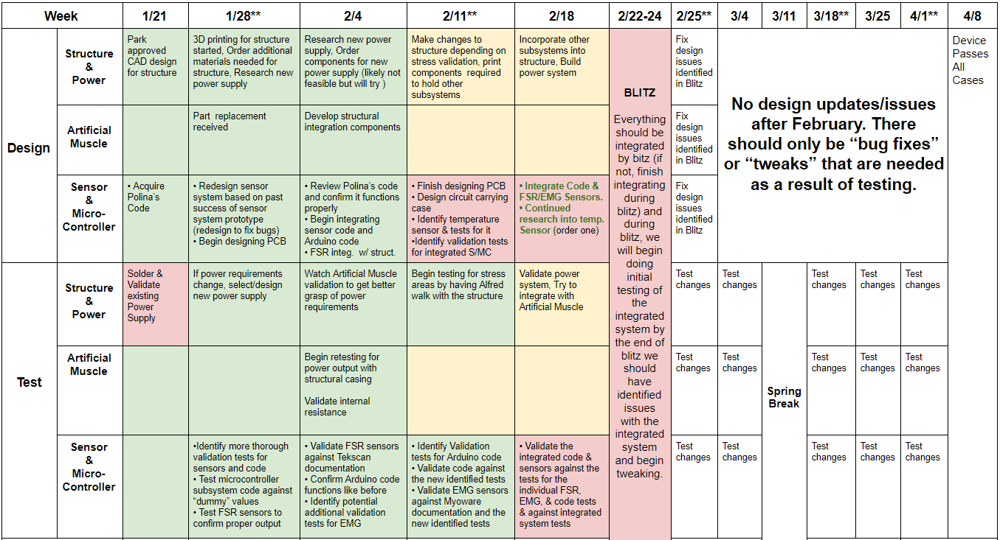 Week
1/21
1/28**
2/4
2/11**
2/18
2/22-24
2/25**
3/4
3/11
3/18**
3/25
4/1**
4/8
Design
Structure
&
Power
Park
approved
CAD design
for structure
3D printing for structure
started, Order additional
materials needed for
structure, Research new
power supply
Research new power
supply, Order
components for new
power supply (likely not
feasible but will try )
Make changes to
structure depending on
stress validation, print
components required
to hold other
subsystems
Incorporate other
subsystems into
structure, Build
power system
BLITZ
Everything
should be
integrated
by bitz (if
not, finish
integrating
during
blitz) and
during
blitz, we
will begin
doing
initial
testing of
the
integrated
system by
the end of
blitz we
should
have
identified
issues
with the
integrated
system
and begin
tweaking.
Fix
design
issues
identified
in Blitz
No design updates/issues
after February. There
should only be “bug fixes”
or “tweaks” that are needed
as a result of testing.
Device
Passes
All
Cases
Artificial
Muscle
Part replacement
received
Develop structural
integration components
Fix
design
issues
identified
in Blitz
Sensor
&
Micro-
Controller
• Acquire
Polina’s
Code
• Redesign sensor
system based on past
success of sensor
system prototype
(redesign to fix bugs)
• Begin designing PCB
• Review Polina’s code
and confirm it functions
properly
• Begin integrating
sensor code and
Arduino code
• FSR integ. w/ struct.
• Finish designing PCB
• Design circuit carrying
case
• Identify temperature
sensor & tests for it
•Identify validation tests
for integrated S/MC
• Integrate Code &
FSR/EMG Sensors.
• Continued
research into temp.
Sensor (order one)
Fix
design
issues
identified
in Blitz
Test
Structure
&
Power
Solder &
Validate
existing
Power
Supply
If power requirements
change, select/design
new power supply
Watch Artificial Muscle
validation to get better
grasp of power
requirements
Begin testing for stress
areas by having Alfred
walk with the structure
Validate power
system, Try to
integrate with
Artificial Muscle
Test
changes
Test
changes
Spring
Break
Test
changes
Test
changes
Test
changes
Artificial
Muscle
Begin retesting for
power output with
structural casing
Validate internal
resistance
Test
changes
Test
changes
Test
changes
Test
changes
Test
changes
Sensor
&
Micro-
Controller
•Identify more thorough
validation tests for
sensors and code
• Test microcontroller
subsystem code against
“dummy” values
• Test FSR sensors to
confirm proper output
• Validate FSR sensors
against Tekscan
documentation
• Confirm Arduino code
functions like before
• Identify potential
additional validation
tests for EMG
• Identify Validation
tests for Arduino code
• Validate code against
the new identified tests
• Validate EMG sensors
against Myoware
documentation and the
new identified tests
• Validate the
integrated code &
sensors against the
tests for the
individual FSR,
EMG, & code tests
& against integrated
system tests
Test
changes
Test
changes
Test
changes
Test
changes
Test
changes